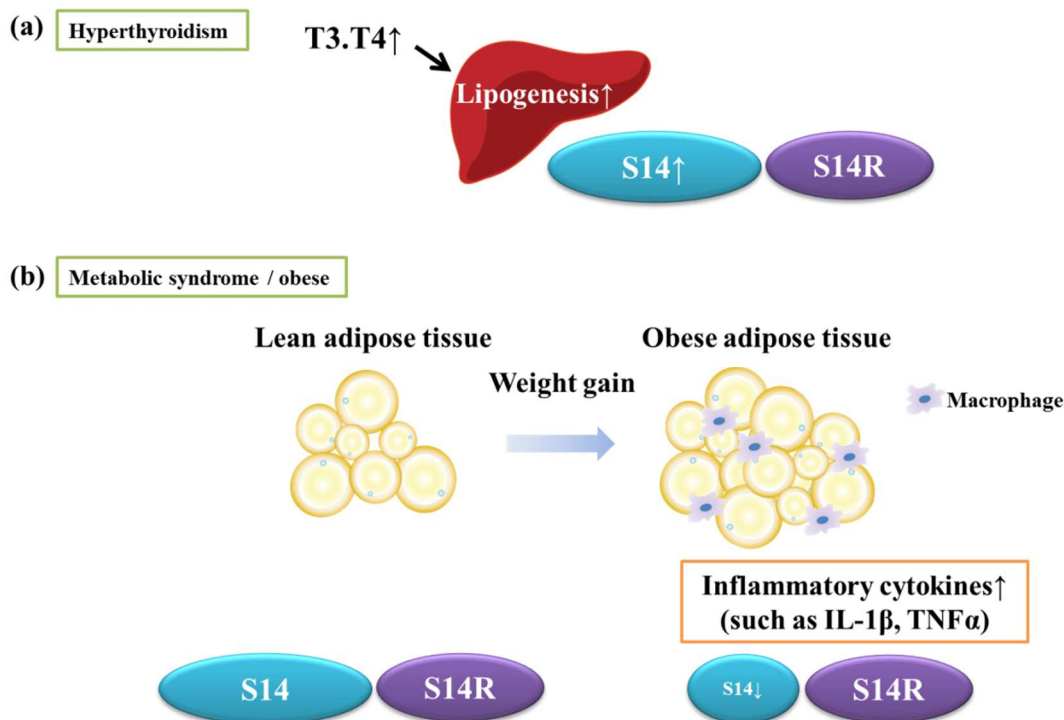 (a) Hyperthyroidism
T3.T4↑
Lipogenesis↑
S14↑ S14R
(b) Metabolic syndrome / obese
Lean adipose tissue Obese adipose tissue
Weight gain
Macrophage
Inflammatory cytokines↑
(such as IL-1β, TNFα)
S14 S14R S14↓ S14R